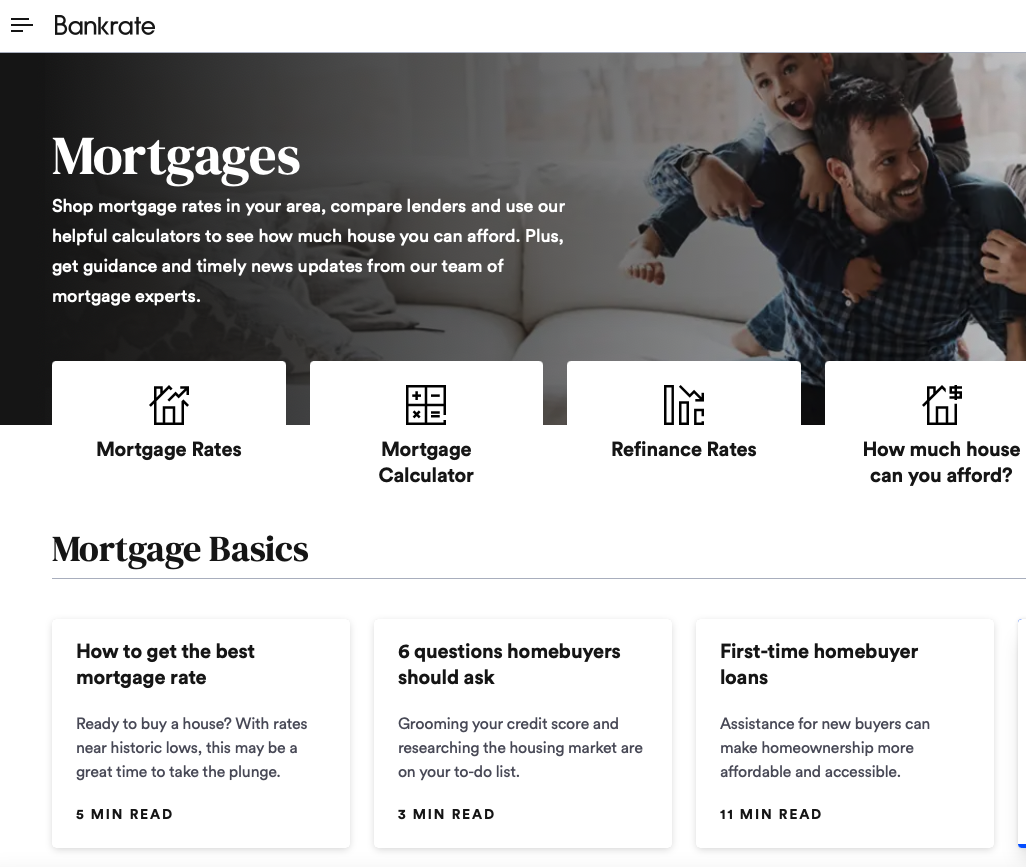 Bankrate
Mortgages
Shop mortgage rates in your area, compare lenders and use our
helpful calculators to see how much house you can afford. Plus,
get guidance and timely news updates from our team of
mortgage experts.
Mortgage Rates
Mortgage
Calculator
Refinance Rates
How much house
can you afford?
Mortgage Basics
How to get the best
mortgage rate
Ready to buy a house? With rates
near historic lows, this may be a
great time to take the plunge.
5 MIN READ
6 questions homebuyers
should ask
Grooming your credit score and
researching the housing market are
on your to-do list.
3 MIN READ
First-time homebuyer
loans
Assistance for new buyers can
make homeownership more
affordable and accessible.
11 MIN READ